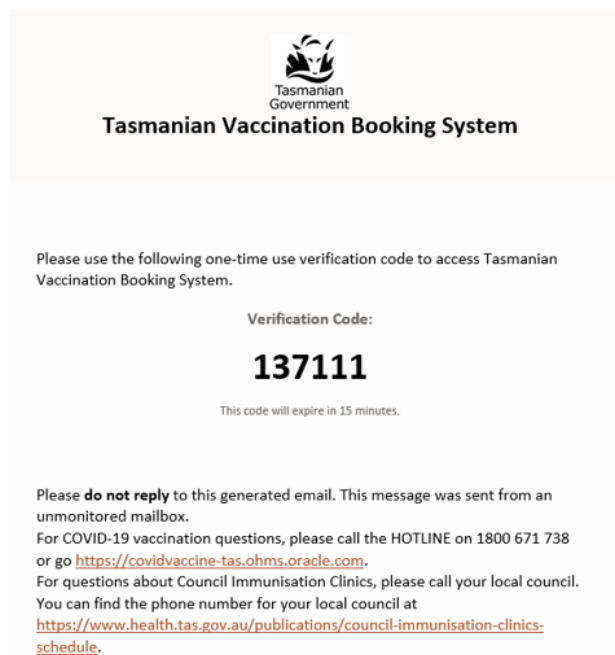 Tasmanian
Government
Tasmanian Vaccination Booking System
Please use the following one-time use verification code to access Tasmanian
Vaccination Booking System.
Verification Code:
137111
This code will expire in 15 minutes.
Please do not reply to this generated email. This message was sent from an
unmonitored mailbox.
For COVID-19 vaccination questions, please call the HOTLINE on 1800 671 738
or go https://covidvaccine-tas.ohms.oracle.com.
For questions about Council Immunisation Clinics, please call your local council.
You can find the phone number for your local council at
https://www.health.tas.gov.au/publications/council-immunisation-clinics-
schedule.